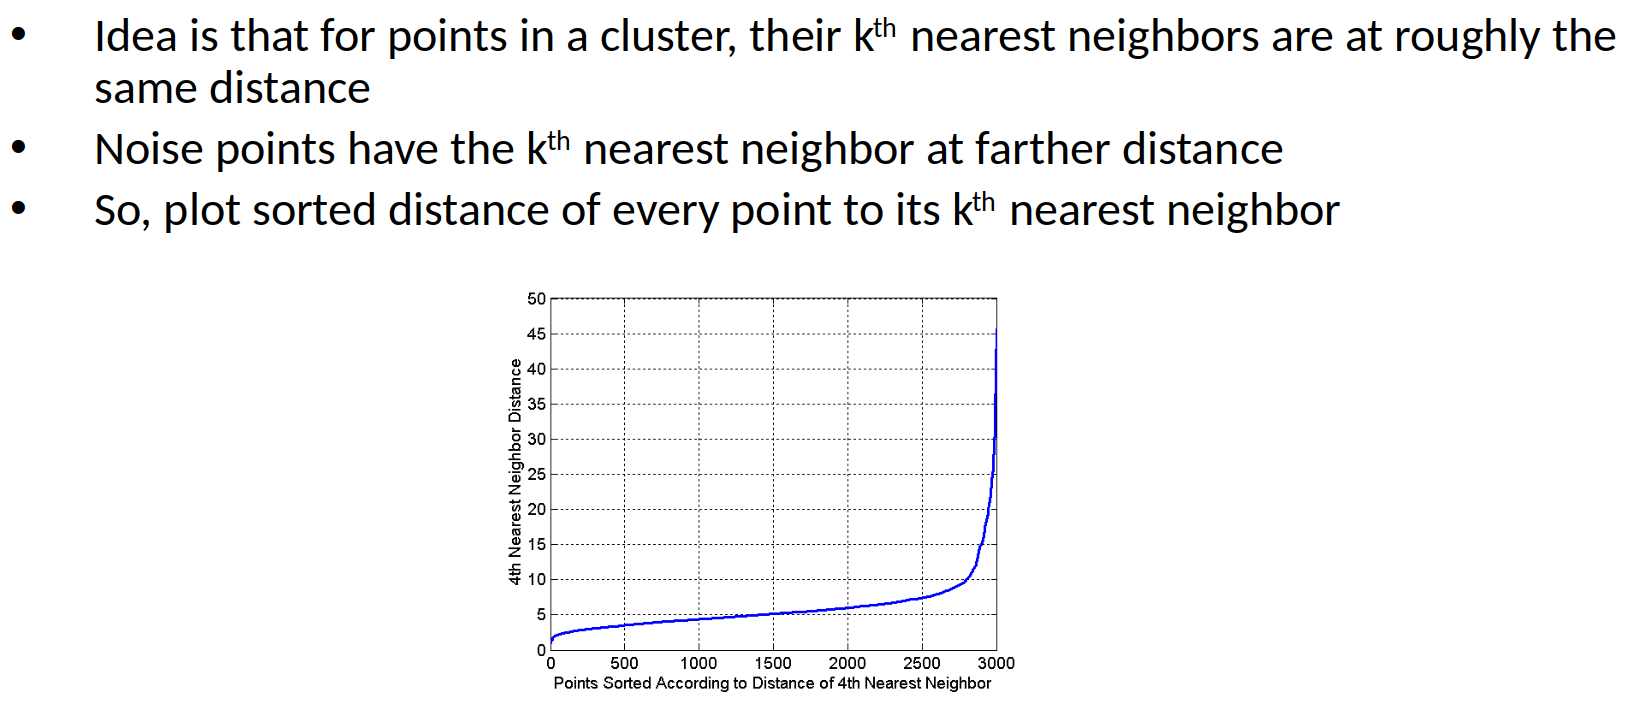 • Idea is that for points in a cluster, their kth nearest neighbors are at roughly the
same distance
• Noise points have the kth nearest neighbor at farther distance
• So, plot sorted distance of every point to its kth nearest neighbor
50
45
40
35
30
25
20
15
10
5
0
4th Nearest Neighbor Distance
0 500 1000 1500 2000 2500 3000
Points Sorted According to Distance of 4th Nearest Neighbor